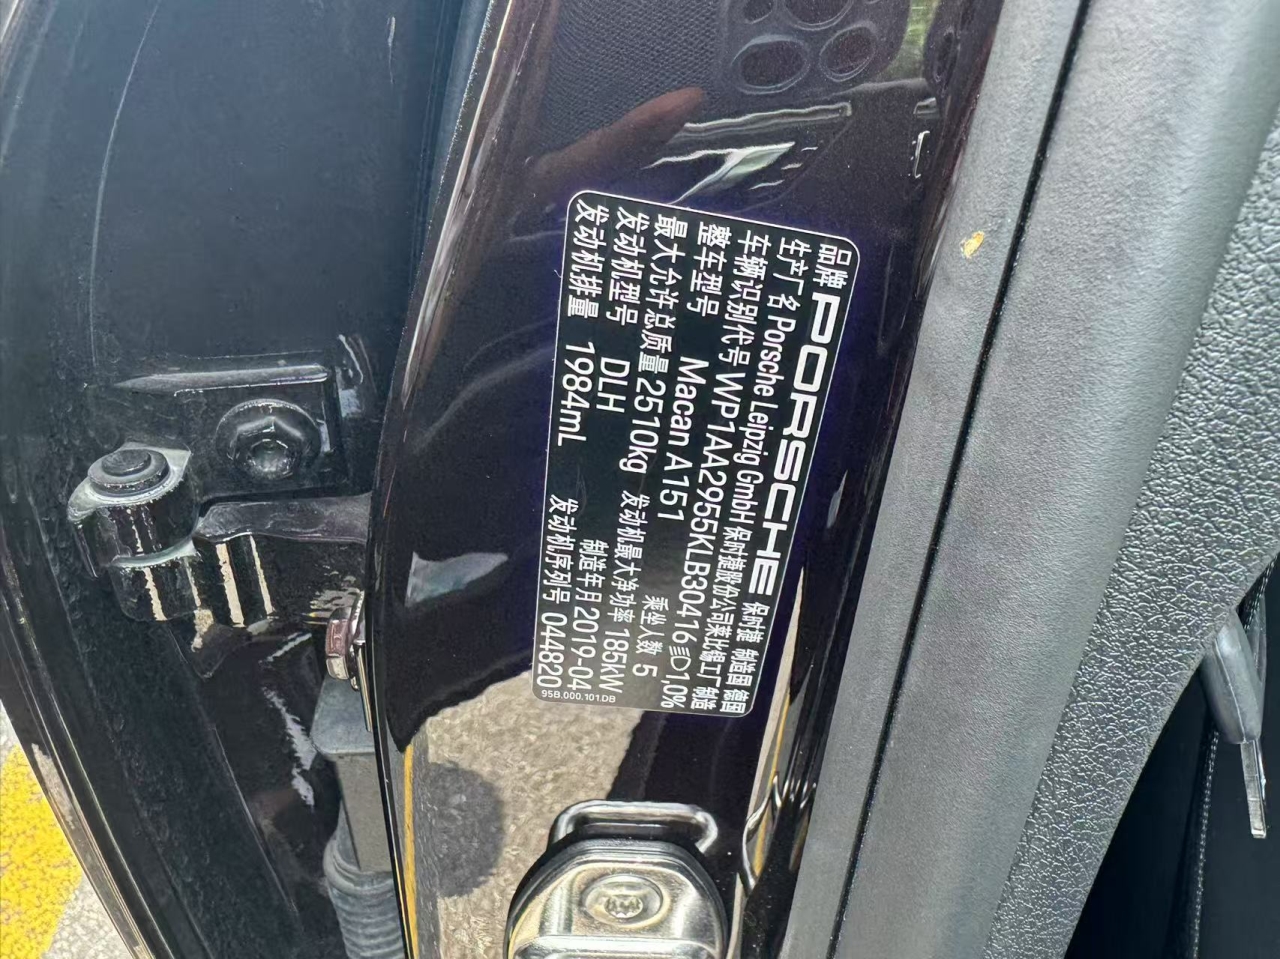 品牌 PORSCHE 保时捷 制造国 德国
生产厂名 Porsche Leipzig GmbH 保时捷股份公司莱比锡工厂 制造
车辆识别代号 WP1AA2955KLB30416 1,0%
整车型号 Macan A151
最大允许总质量 2510kg 乘坐人数 5
发动机型号 DLH 发动机最大净功率 185kW
发动机排量 1984mL 制造年月 2019-04
发动机序列号 044820
95B.000.101.DB